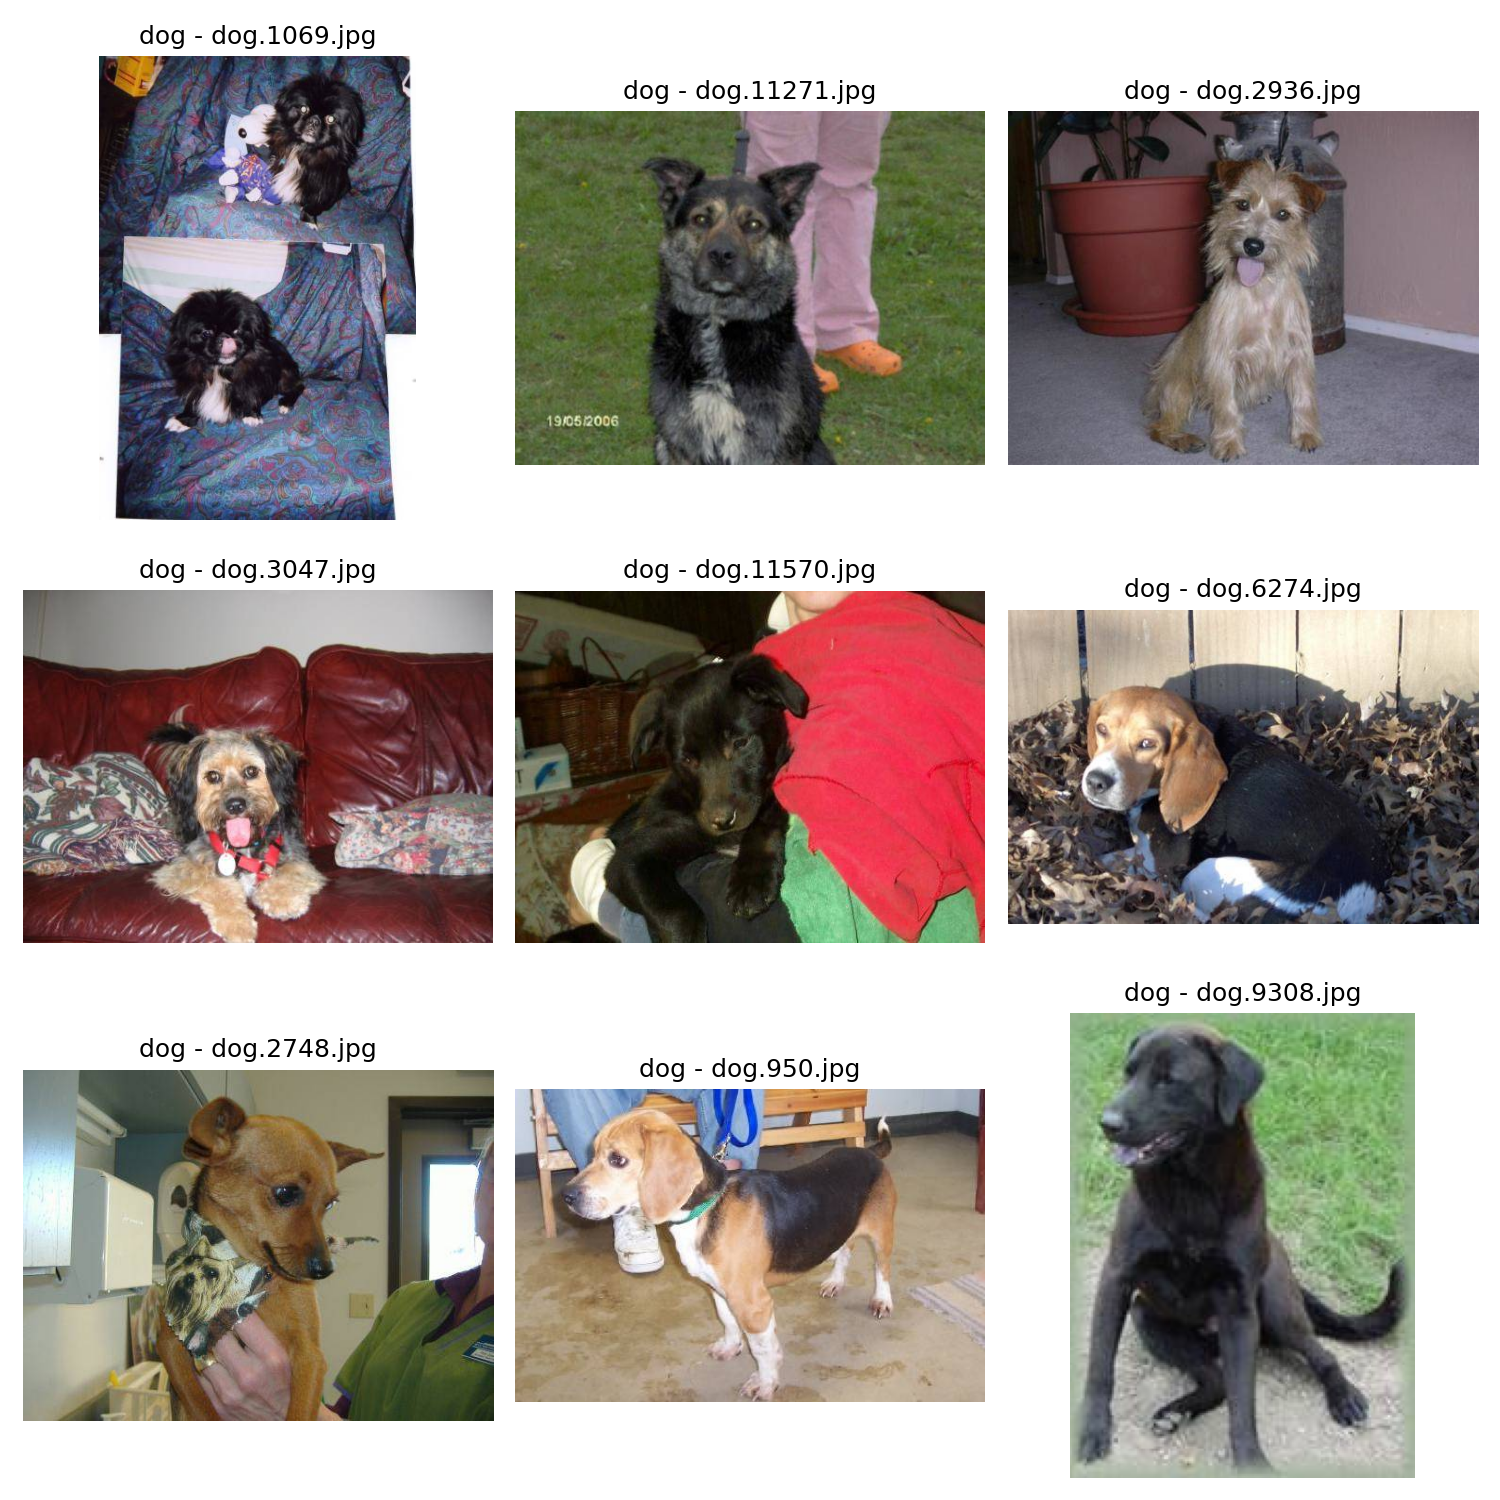 dog - dog.1069.jpg
dog - dog.11271.jpg
dog - dog.2936.jpg
19/05/2006
dog - dog.3047.jpg
dog - dog.11570.jpg
dog - dog.6274.jpg
dog - dog.2748.jpg
dog - dog.950.jpg
dog - dog.9308.jpg